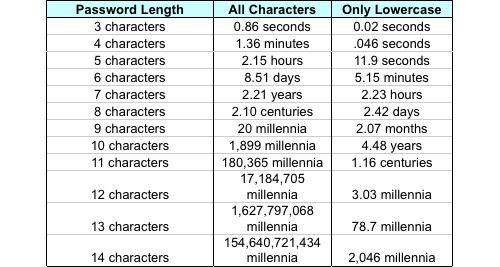 Password Length All Characters Only Lowercase
3 characters 0.86 seconds 0.02 seconds
4 characters 1.36 minutes .046 seconds
5 characters 2.15 hours 11.9 seconds
6 characters 8.51 days 5.15 minutes
7 characters 2.21 years 2.23 hours
8 characters 2.10 centuries 2.42 days
9 characters 20 millennia 2.07 months
10 characters 1,899 millennia 4.48 years
11 characters 180,365 millennia 1.16 centuries
17,184,705
12 characters millennia 3.03 millennia
1,627,797,068
13 characters millennia 78.7 millennia
154,640,721,434
14 characters millennia 2,046 millennia